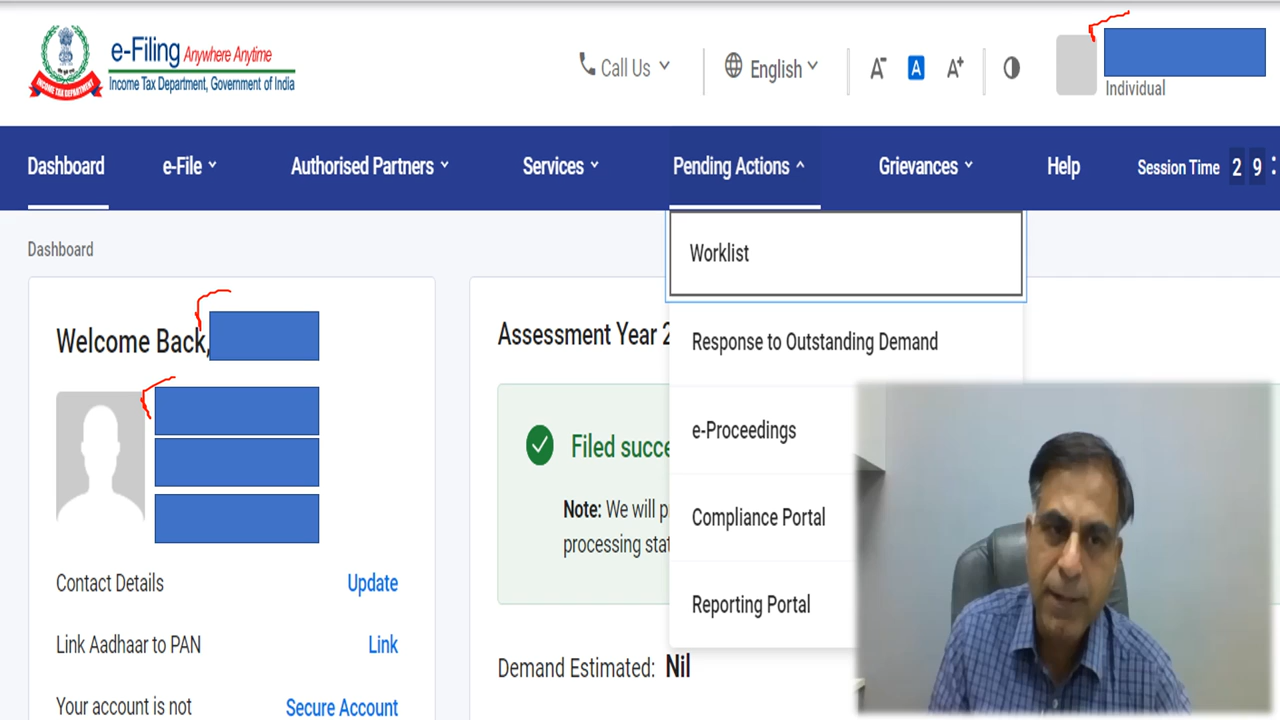 e-Filing Anywhere Anytime
Income Tax Department, Government of India
INCOME TAX DEPARTMENT
Call Us
English
A-
A
A+
Individual
Dashboard
e-File
Authorised Partners
Services
Pending Actions
Grievances
Help
Session Time 2 9 :
Dashboard
Worklist
Response to Outstanding Demand
e-Proceedings
Compliance Portal
Reporting Portal
Welcome Back,
Contact Details Update
Link Aadhaar to PAN Link
Your account is not Secure Account
Assessment Year 2
Filed succe
Note: We will p
processing stat
Demand Estimated: Nil